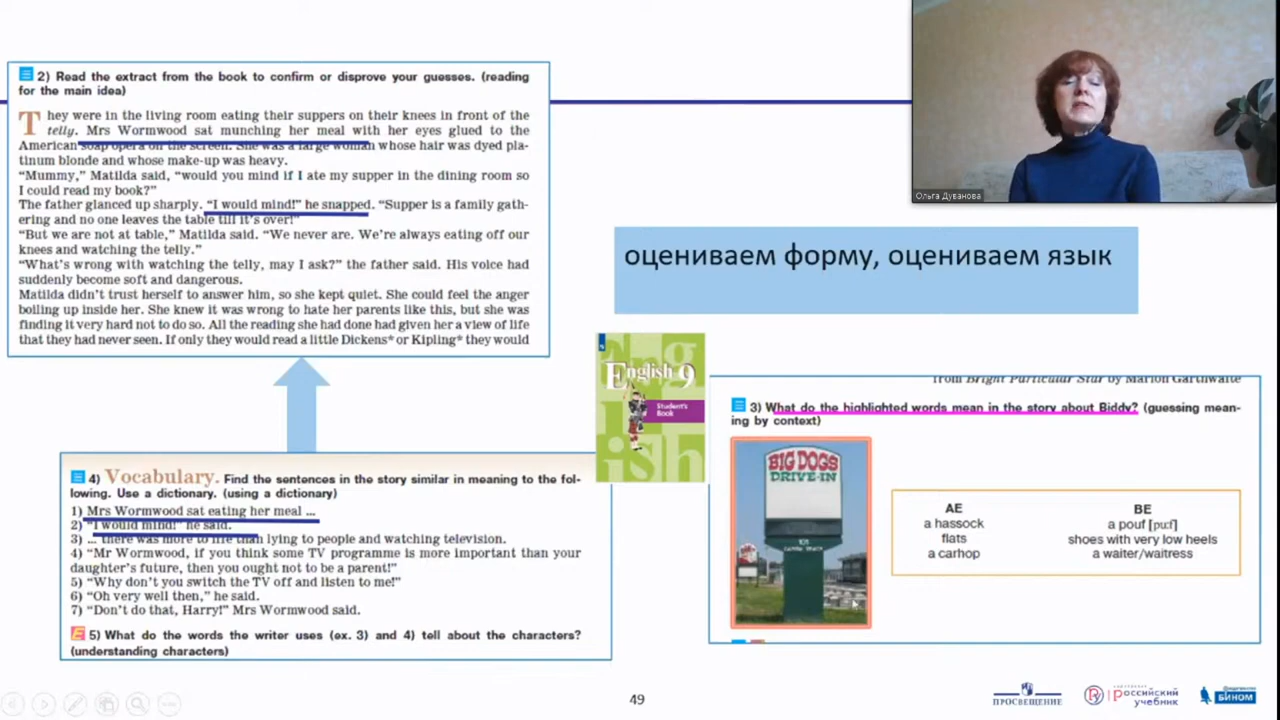 2) Read the extract from the book to confirm or disprove your guesses. (reading
for the main idea)
They were in the living room eating their suppers on their knees in front of the
telly. Mrs Wormwood sat munching her meal with her eyes glued to the
American soap opera on the screen. She was a large woman whose hair was dyed pla-
tinum blonde and whose make-up was heavy.
“Mummy,” Matilda said, “would you mind if I ate my supper in the dining room so
I could read my book?”
The father glanced up sharply. “I would mind!” he snapped. “Supper is a family gath-
ering and no one leaves the table till it’s over!”
“But we are not at table,” Matilda said. “We never are. We’re always eating off our
knees and watching the telly.”
“What’s wrong with watching the telly, may I ask?” the father said. His voice had
suddenly become soft and dangerous.
Matilda didn’t trust herself to answer him, so she kept quiet. She could feel the anger
boiling up inside her. She knew it was wrong to hate her parents like this, but she was
finding it very hard not to do so. All the reading she had done had given her a view of life
that they had never seen. If only they would read a little Dickens* or Kipling* they would
Ольга Дуванова
оцениваем форму, оцениваем язык
English 9
Student's
Book
4) Vocabulary. Find the sentences in the story similar in meaning to the fol-
lowing. Use a dictionary. (using a dictionary)
1) Mrs Wormwood sat eating her meal ...
2) “I would mind!” he said.
3) ... there was more to life than lying to people and watching television.
4) “Mr Wormwood, if you think some TV programme is more important than your
daughter’s future, then you ought not to be a parent!”
5) “Why don’t you switch the TV off and listen to me!”
6) “Oh very well then,” he said.
7) “Don’t do that, Harry!” Mrs Wormwood said.
5) What do the words the writer uses (ex. 3) and 4) tell about the characters?
(understanding characters)
from Bright Particular Star by Marion Garthwaite
3) What do the highlighted words mean in the story about Biddy? (guessing mean-
ing by context)
BIG DOGS
DRIVE-IN
AE
a hassock
flats
a carhop
BE
a pouf [pu:f]
shoes with very low heels
a waiter/waitress
49
ПРОСВЕЩЕНИЕ
российский
учебник
БИНОМ